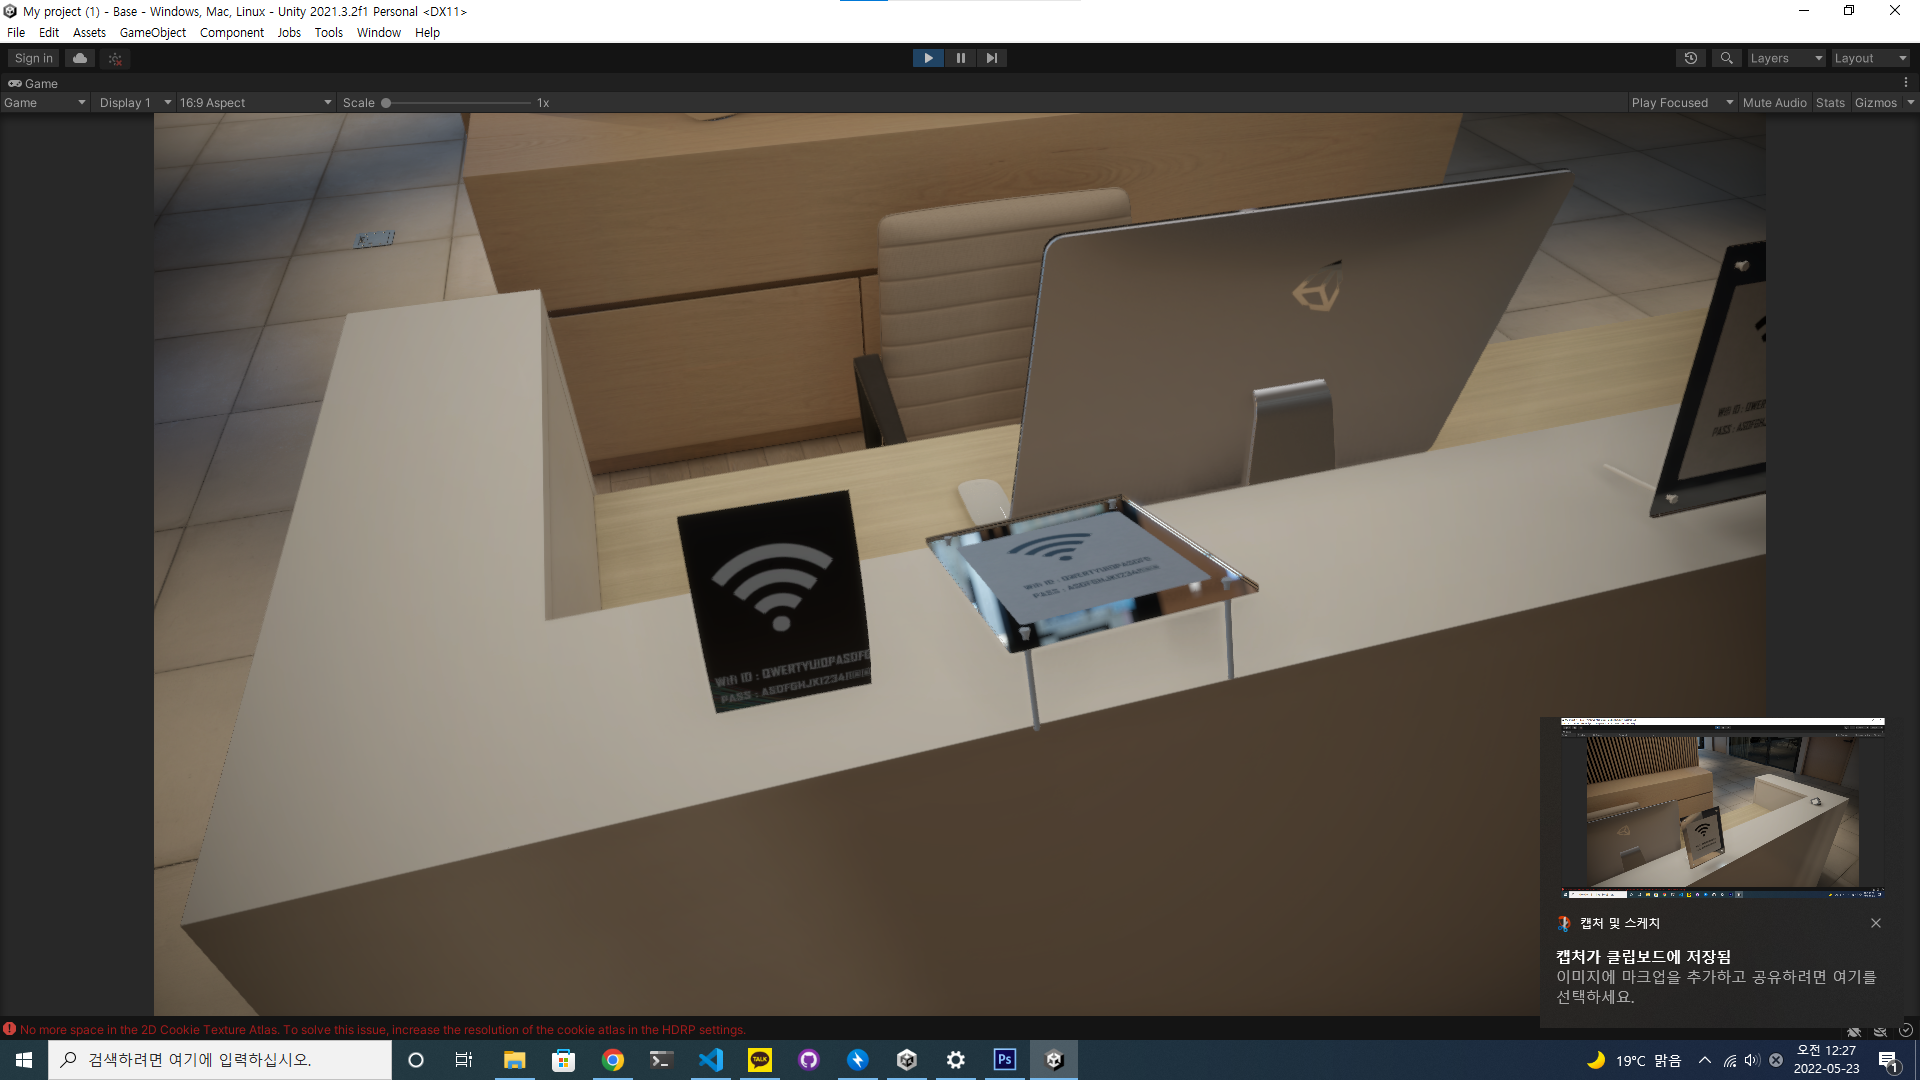 My project (1) - Base - Windows, Mac, Linux - Unity 2021.3.2f1 Personal <DX11>
File Edit Assets GameObject Component Jobs Tools Window Help
Sign in
Layers
Layout
Game
Game
Display 1
16:9 Aspect
Scale
1x
Play Focused
Mute Audio
Stats
Gizmos
Wifi ID : QWERTYUIOPASDFG
PASS : ASDFGHJK1234
Wifi ID : QWERTYUIOPASDFG
PASS : ASDFGHJK1234
Wifi ID : QWER
PASS : ASDFGHJ
캡처 및 스케치
캡처가 클립보드에 저장됨
이미지에 마크업을 추가하고 공유하려면 여기를
선택하세요.
No more space in the 2D Cookie Texture Atlas. To solve this issue, increase the resolution of the cookie atlas in the HDRP settings.
검색하려면 여기에 입력하십시오.
TALK
Ps
19°C 맑음
오전 12:27
2022-05-23
1